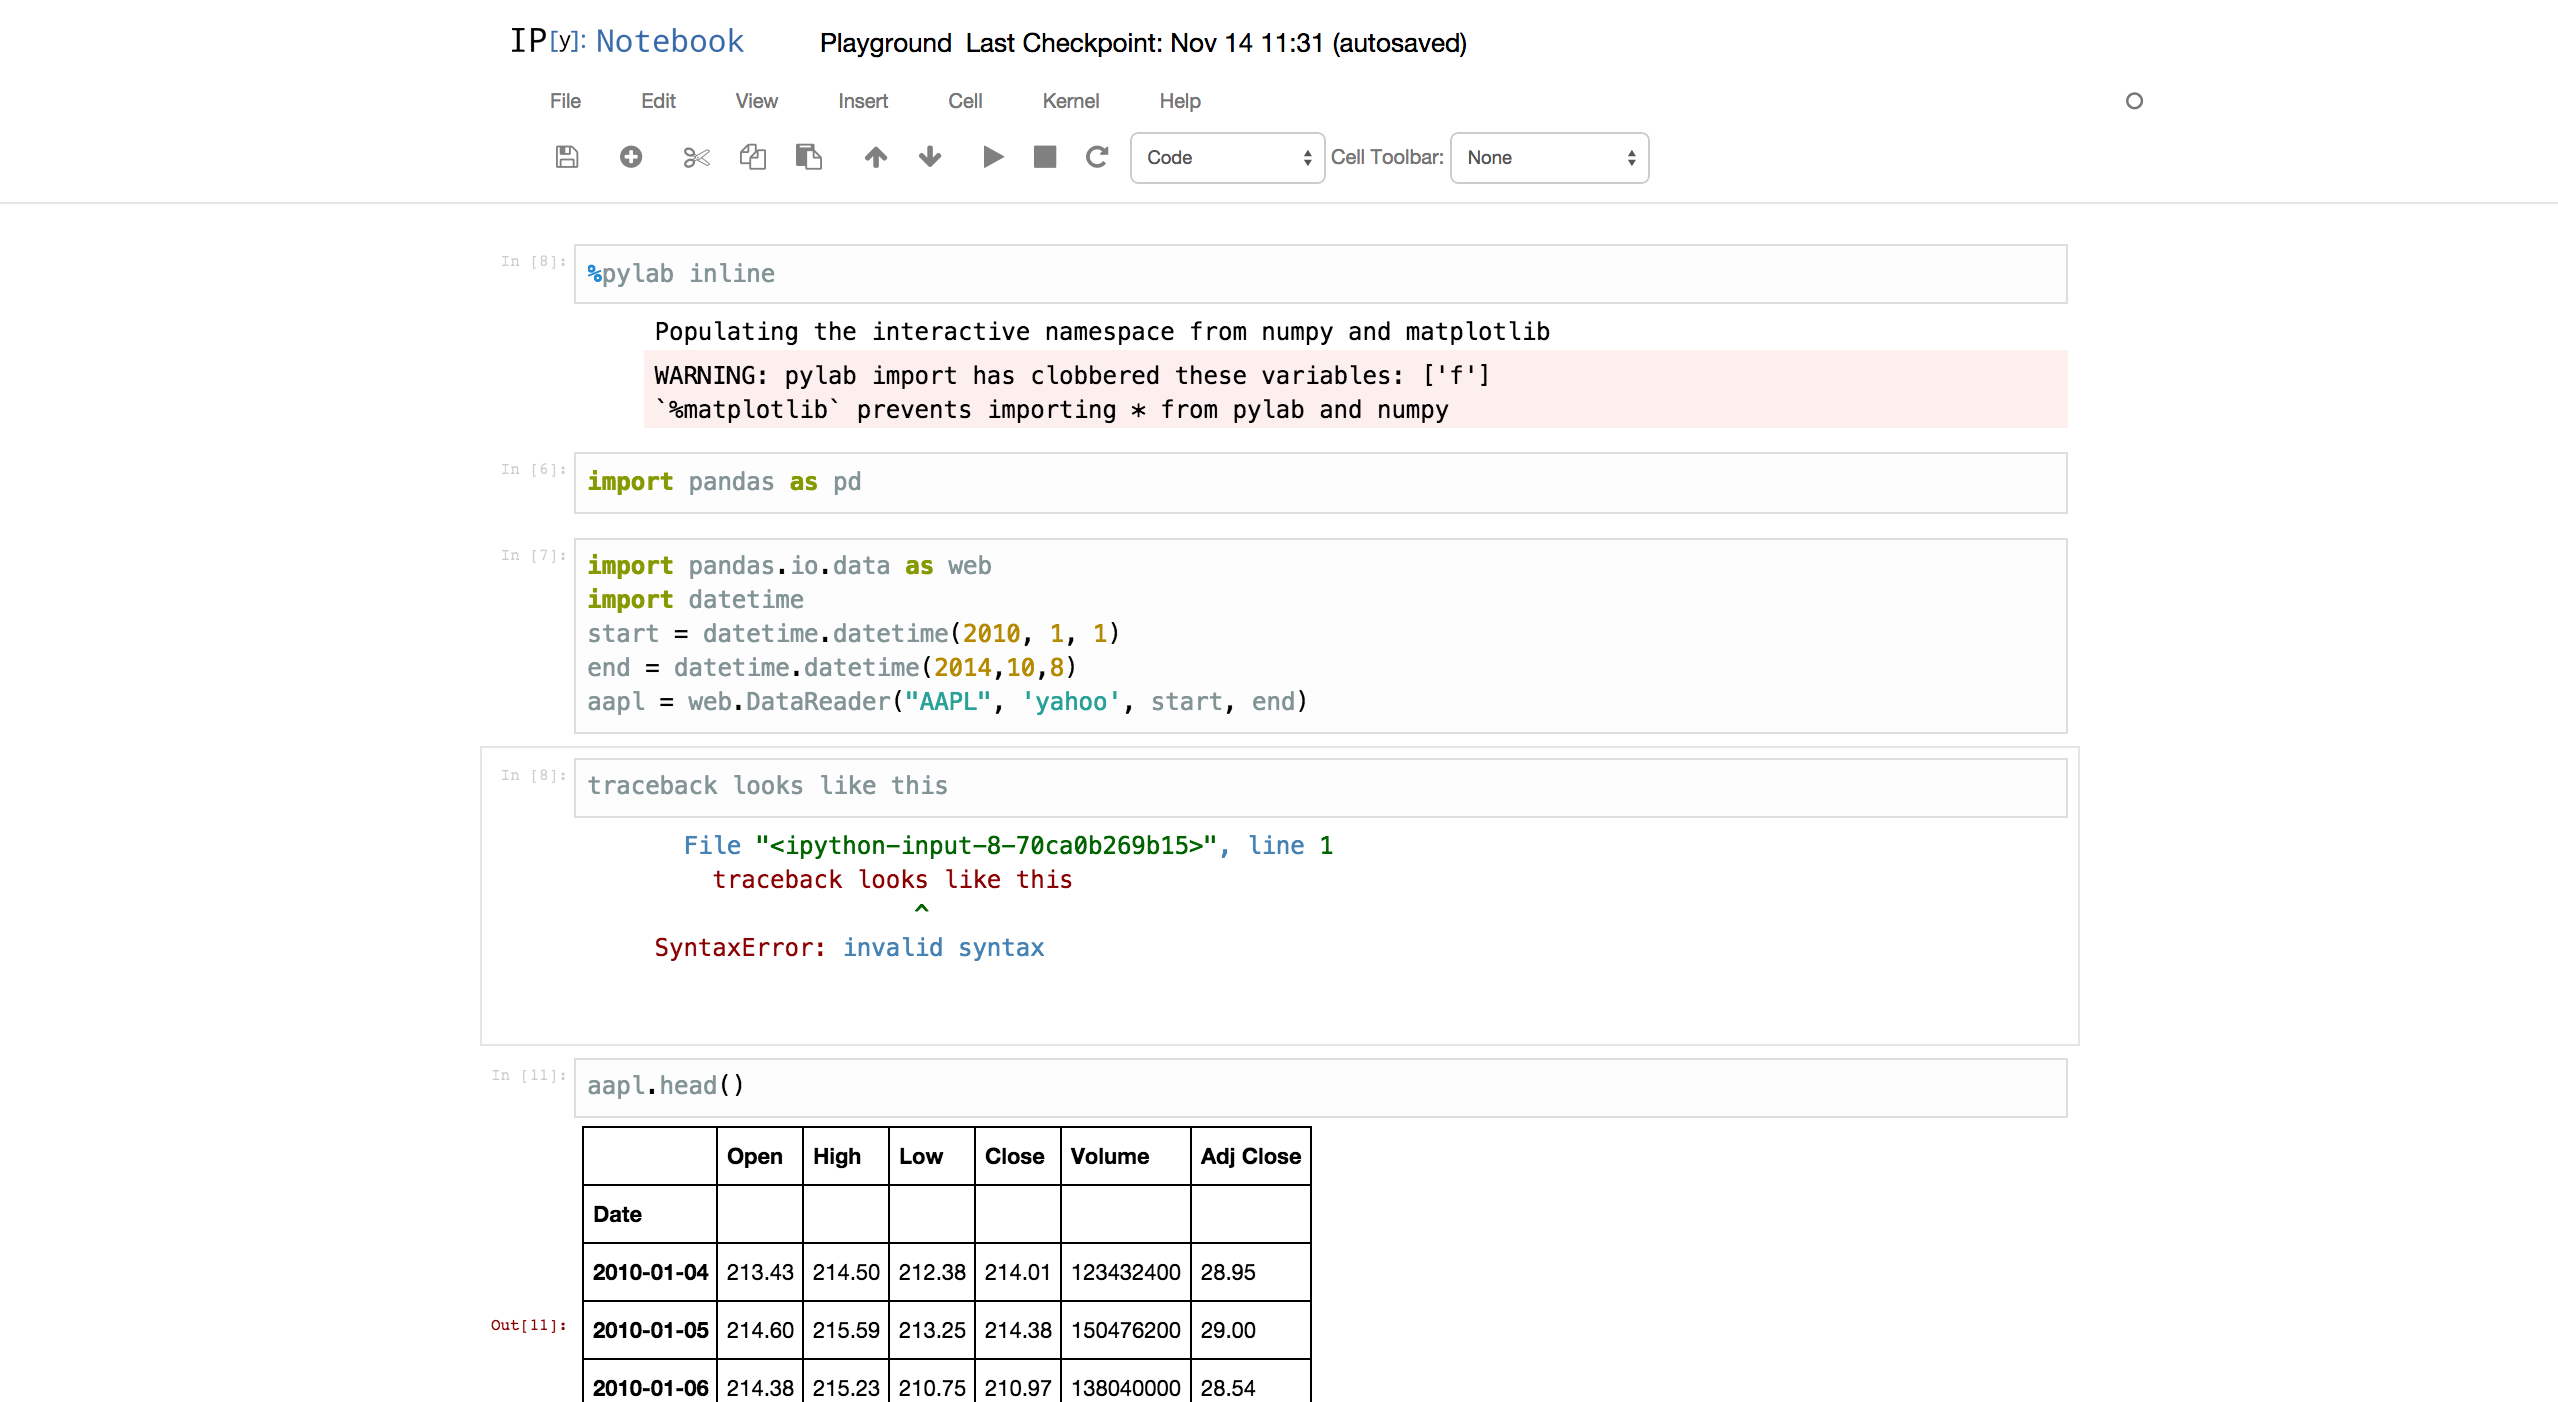 IP[y]: Notebook Playground Last Checkpoint: Nov 14 11:31 (autosaved)
File Edit View Insert Cell Kernel Help
Code Cell Toolbar: None
In [8]: %pylab inline
Populating the interactive namespace from numpy and matplotlib
WARNING: pylab import has clobbered these variables: ['f']
`%matplotlib` prevents importing * from pylab and numpy
In [6]: import pandas as pd
In [7]: import pandas.io.data as web
import datetime
start = datetime.datetime(2010, 1, 1)
end = datetime.datetime(2014,10,8)
aapl = web.DataReader("AAPL", 'yahoo', start, end)
In [8]: traceback looks like this
File "<ipython-input-8-70ca0b269b15>", line 1
traceback looks like this
^
SyntaxError: invalid syntax
In [11]: aapl.head()
Open High Low Close Volume Adj Close
Date
2010-01-04 213.43 214.50 212.38 214.01 123432400 28.95
Out[11]: 2010-01-05 214.60 215.59 213.25 214.38 150476200 29.00
2010-01-06 214.38 215.23 210.75 210.97 138040000 28.54